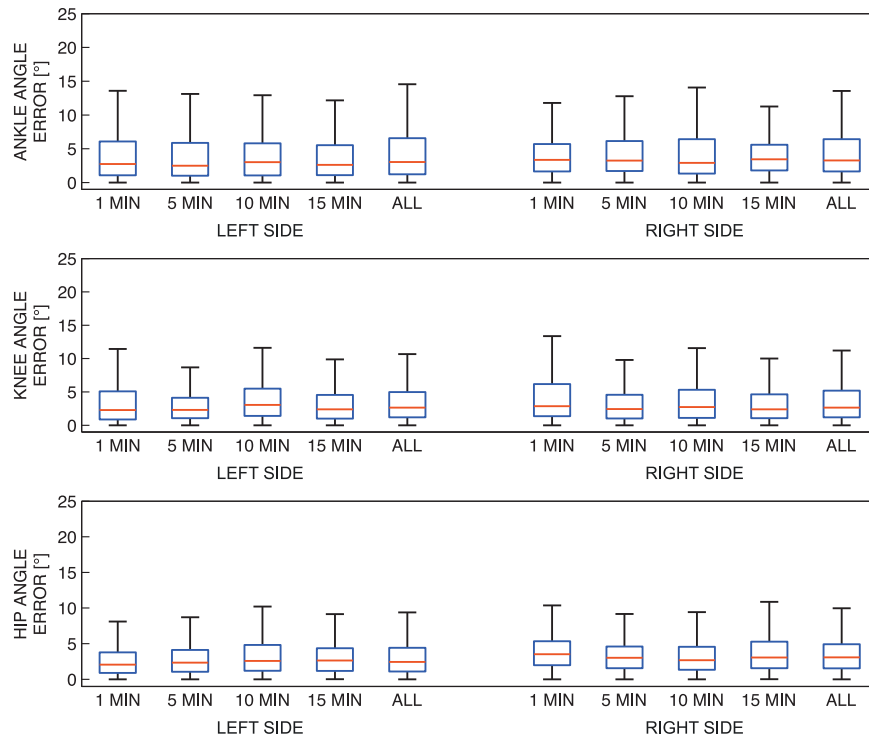 ANKLE ANGLE
ERROR [°]
25
20
15
10
5
0
1 MIN 5 MIN 10 MIN 15 MIN ALL 1 MIN 5 MIN 10 MIN 15 MIN ALL
LEFT SIDE RIGHT SIDE
KNEE ANGLE
ERROR [°]
25
20
15
10
5
0
1 MIN 5 MIN 10 MIN 15 MIN ALL 1 MIN 5 MIN 10 MIN 15 MIN ALL
LEFT SIDE RIGHT SIDE
HIP ANGLE
ERROR [°]
25
20
15
10
5
0
1 MIN 5 MIN 10 MIN 15 MIN ALL 1 MIN 5 MIN 10 MIN 15 MIN ALL
LEFT SIDE RIGHT SIDE